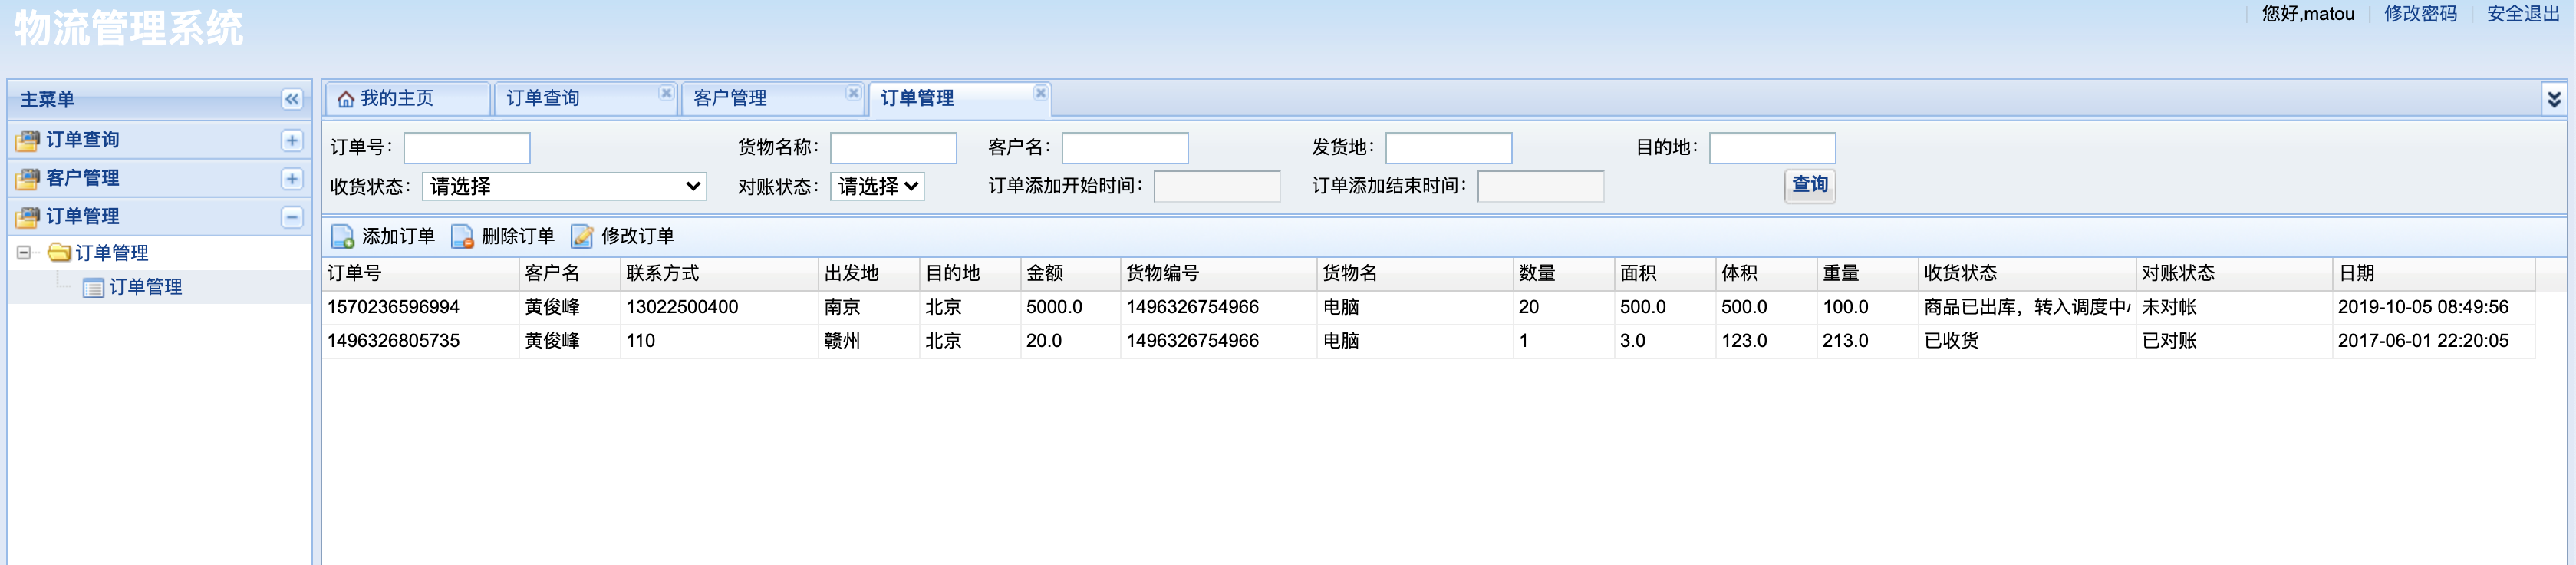 物流管理系统
您好,matou 修改密码 安全退出
主菜单
订单查询
客户管理
订单管理
订单管理
订单管理
我的主页 订单查询 客户管理 订单管理
订单号: 货物名称: 客户名: 发货地: 目的地:
收货状态: 请选择 对账状态: 请选择 订单添加开始时间: 订单添加结束时间: 查询
添加订单 删除订单 修改订单
订单号 客户名 联系方式 出发地 目的地 金额 货物编号 货物名 数量 面积 体积 重量 收货状态 对账状态 日期
1570236596994 黄俊峰 13022500400 南京 北京 5000.0 1496326754966 电脑 20 500.0 500.0 100.0 商品已出库，转入调度中 未对帐 2019-10-05 08:49:56
1496326805735 黄俊峰 110 赣州 北京 20.0 1496326754966 电脑 1 3.0 123.0 213.0 已收货 已对账 2017-06-01 22:20:05